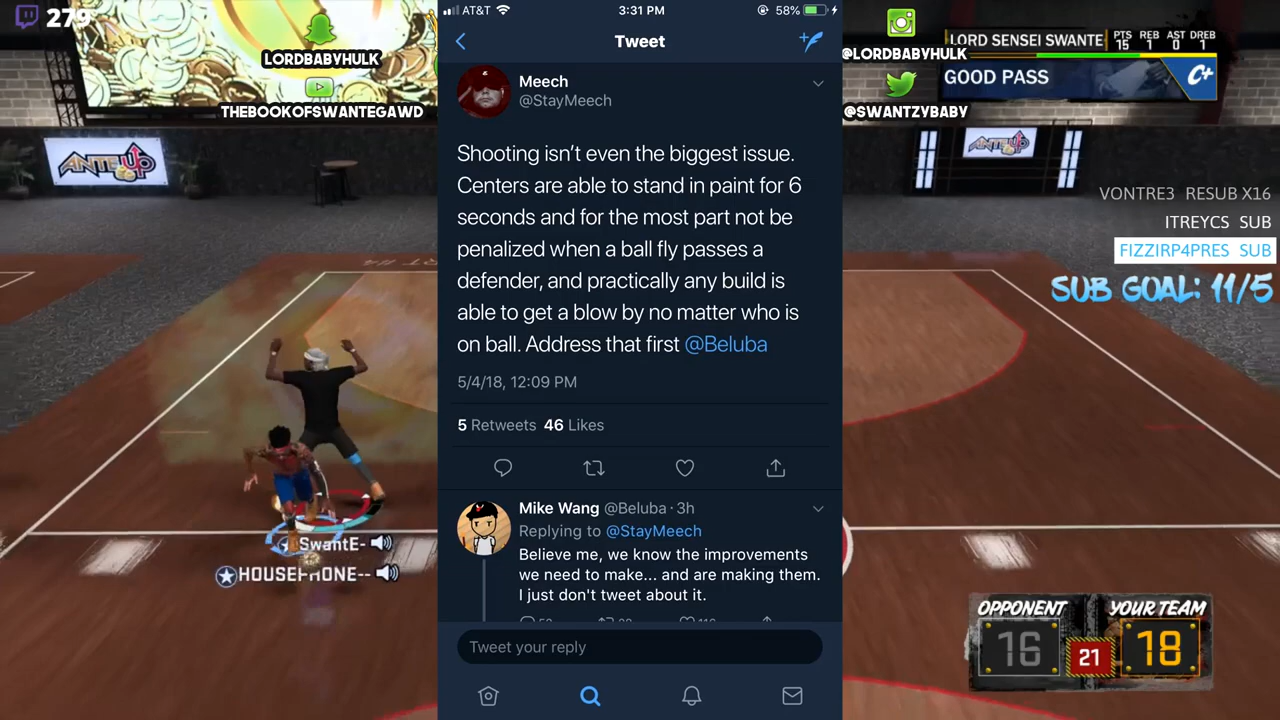 279
LORDBABYHULK
THEBOOKOFSWANTEGAWD
ANTE UP
AT&T
3:31 PM
58%
Tweet
Meech
@StayMeech
Shooting isn't even the biggest issue.
Centers are able to stand in paint for 6
seconds and for the most part not be
penalized when a ball fly passes a
defender, and practically any build is
able to get a blow by no matter who is
on ball. Address that first @Beluba
5/4/18, 12:09 PM
5 Retweets 46 Likes
Mike Wang @Beluba · 3h
Replying to @StayMeech
Believe me, we know the improvements
we need to make... and are making them.
I just don't tweet about it.
Tweet your reply
@LORDBABYHULK
@SWANTZYBABY
LORD SENSEI SWANTE
PTS REB AST DREB
15 1 0 1
GOOD PASS
C+
ANTE UP
VONTRE3 RESUB X16
ITREYCS SUB
FIZZIRP4PRES SUB
SUB GOAL: 11/5
SwantE-
HOUSEPHONE--
OPPONENT
YOUR TEAM
16
21
18